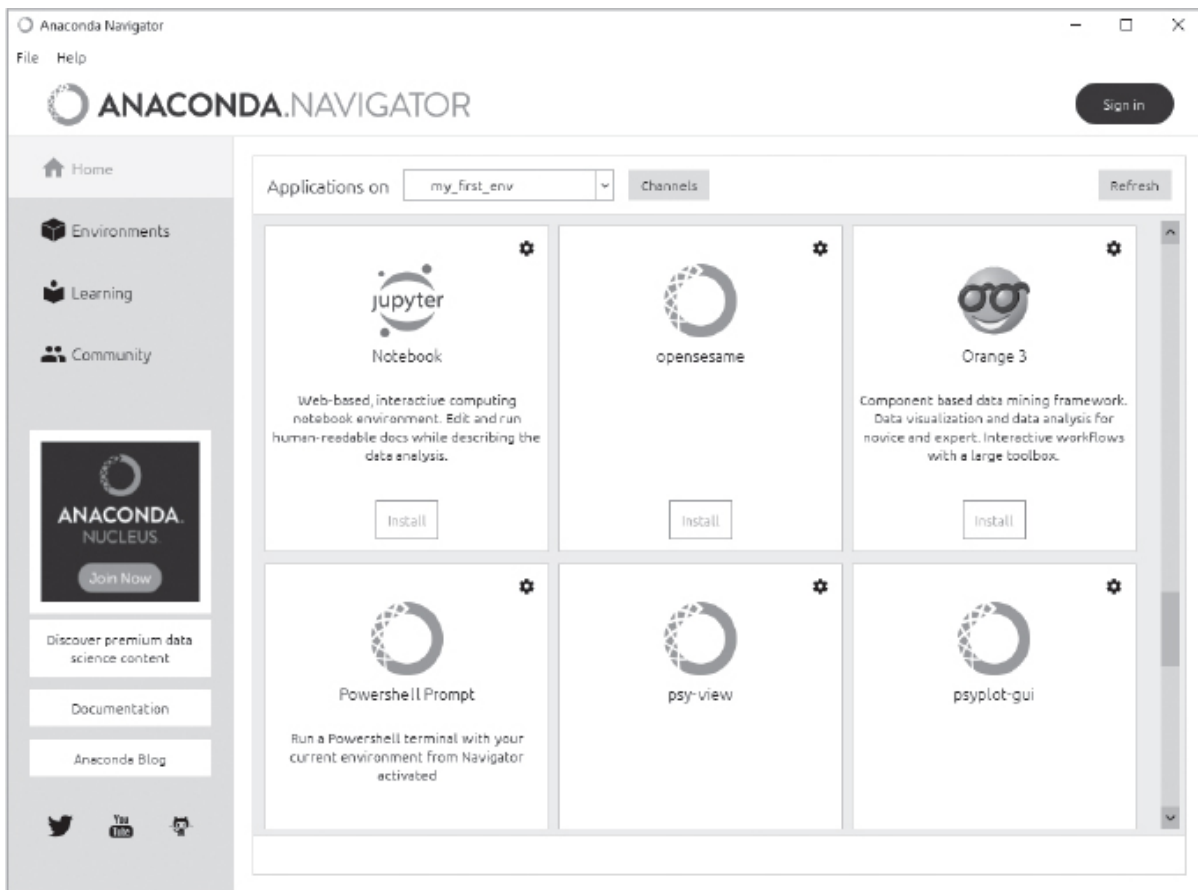 Anaconda Navigator
File Help
ANACONDA.NAVIGATOR
Sign in
Home
Environments
Learning
Community
ANACONDA.
NUCLEUS.
Join Now
Discover premium data
science content
Documentation
Anaconda Blog
You
Tube
Applications on my_first_env Channels Refresh
jupyter
Notebook
Web-based, interactive computing
notebook environment. Edit and run
human-readable docs while describing the
data analysis.
Install
opensesame
Install
Orange 3
Component based data mining framework.
Data visualization and data analysis for
novice and expert. Interactive workflows
with a large toolbox.
Install
Powershell Prompt
Run a Powershell terminal with your
current environment from Navigator
activated
psy-view
psyplot-gui